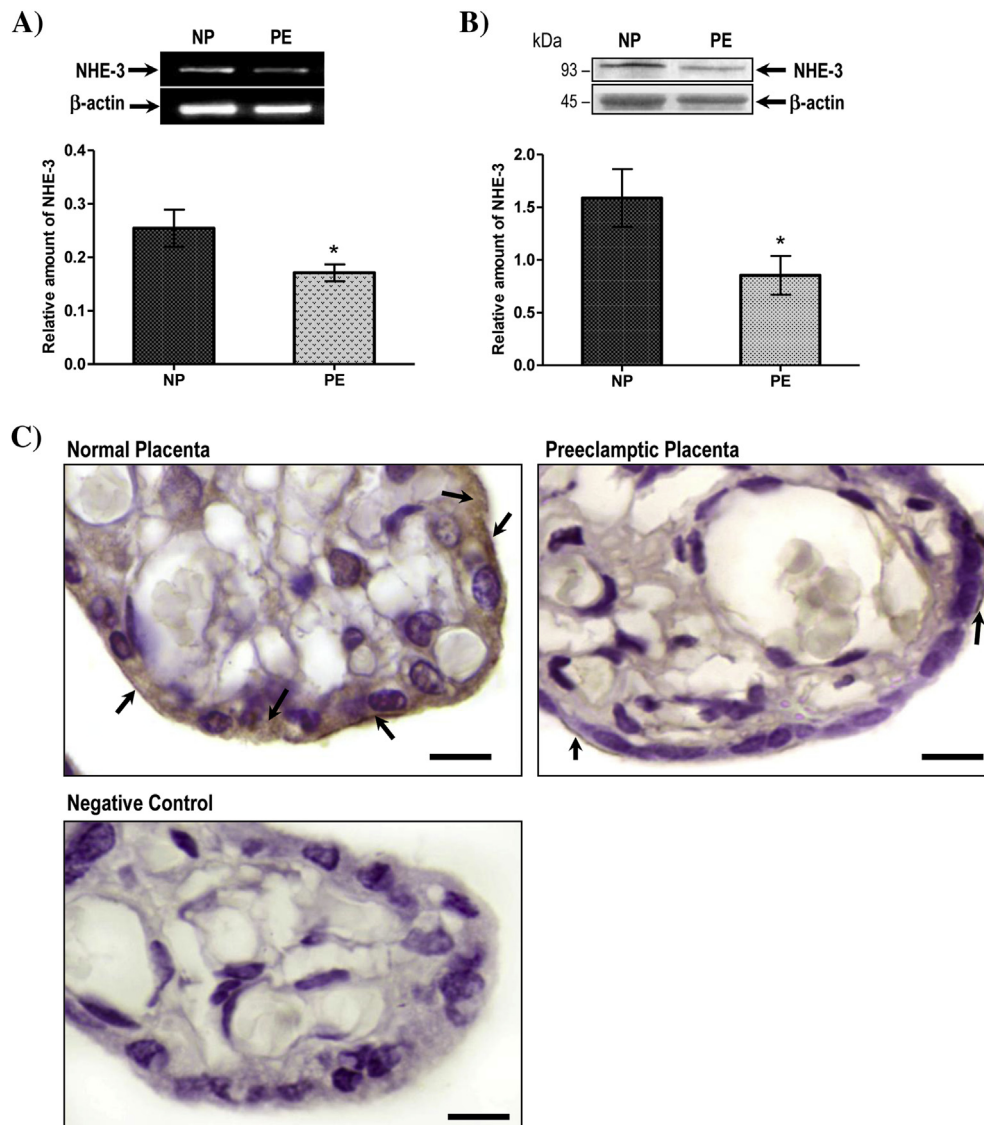 A)
NP PE
NHE-3
β-actin
Relative amount of NHE-3
0.4
0.3
0.2
0.1
0.0
*
NP PE
B)
kDa NP PE
93 NHE-3
45 β-actin
Relative amount of NHE-3
2.0
1.5
1.0
0.5
0.0
*
NP PE
C)
Normal Placenta
Preeclamptic Placenta
Negative Control